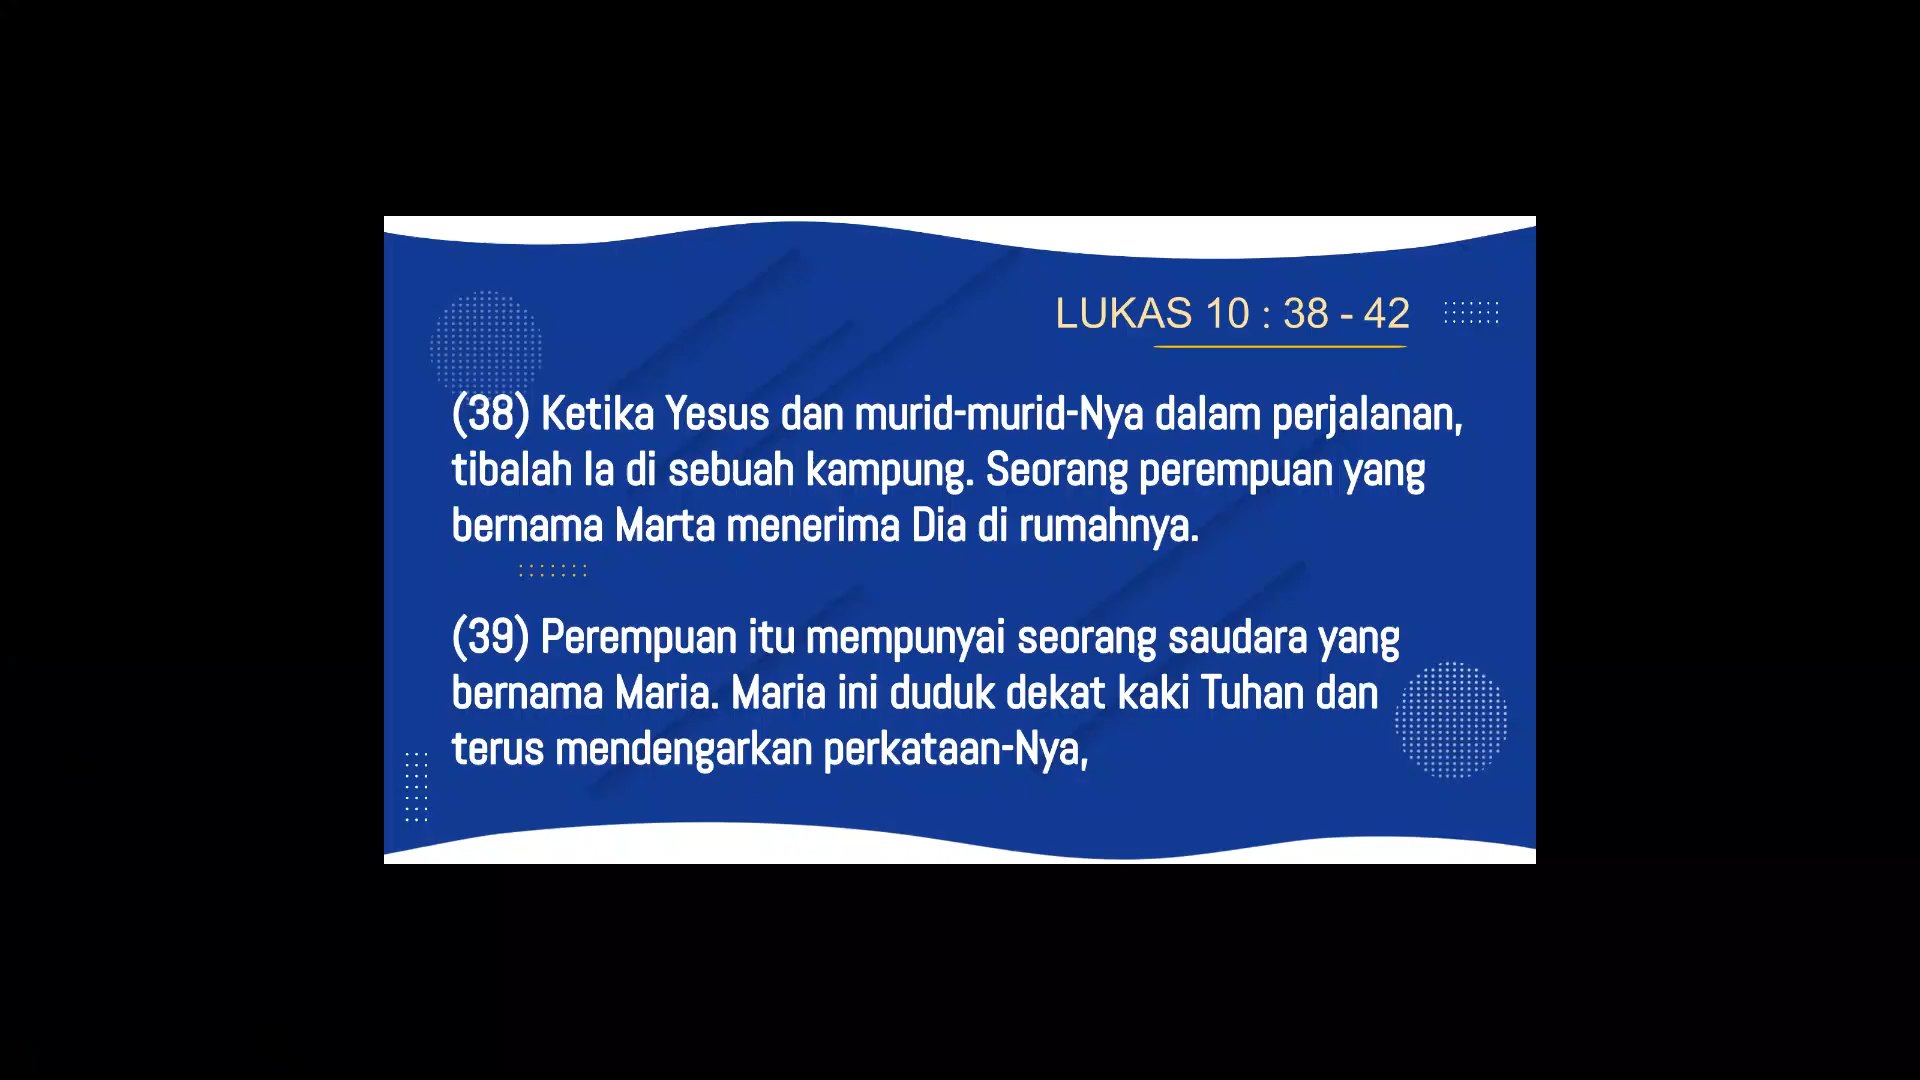 LUKAS 10 : 38 - 42
(38) Ketika Yesus dan murid-murid-Nya dalam perjalanan,
tibalah Ia di sebuah kampung. Seorang perempuan yang
bernama Marta menerima Dia di rumahnya.
(39) Perempuan itu mempunyai seorang saudara yang
bernama Maria. Maria ini duduk dekat kaki Tuhan dan
terus mendengarkan perkataan-Nya,